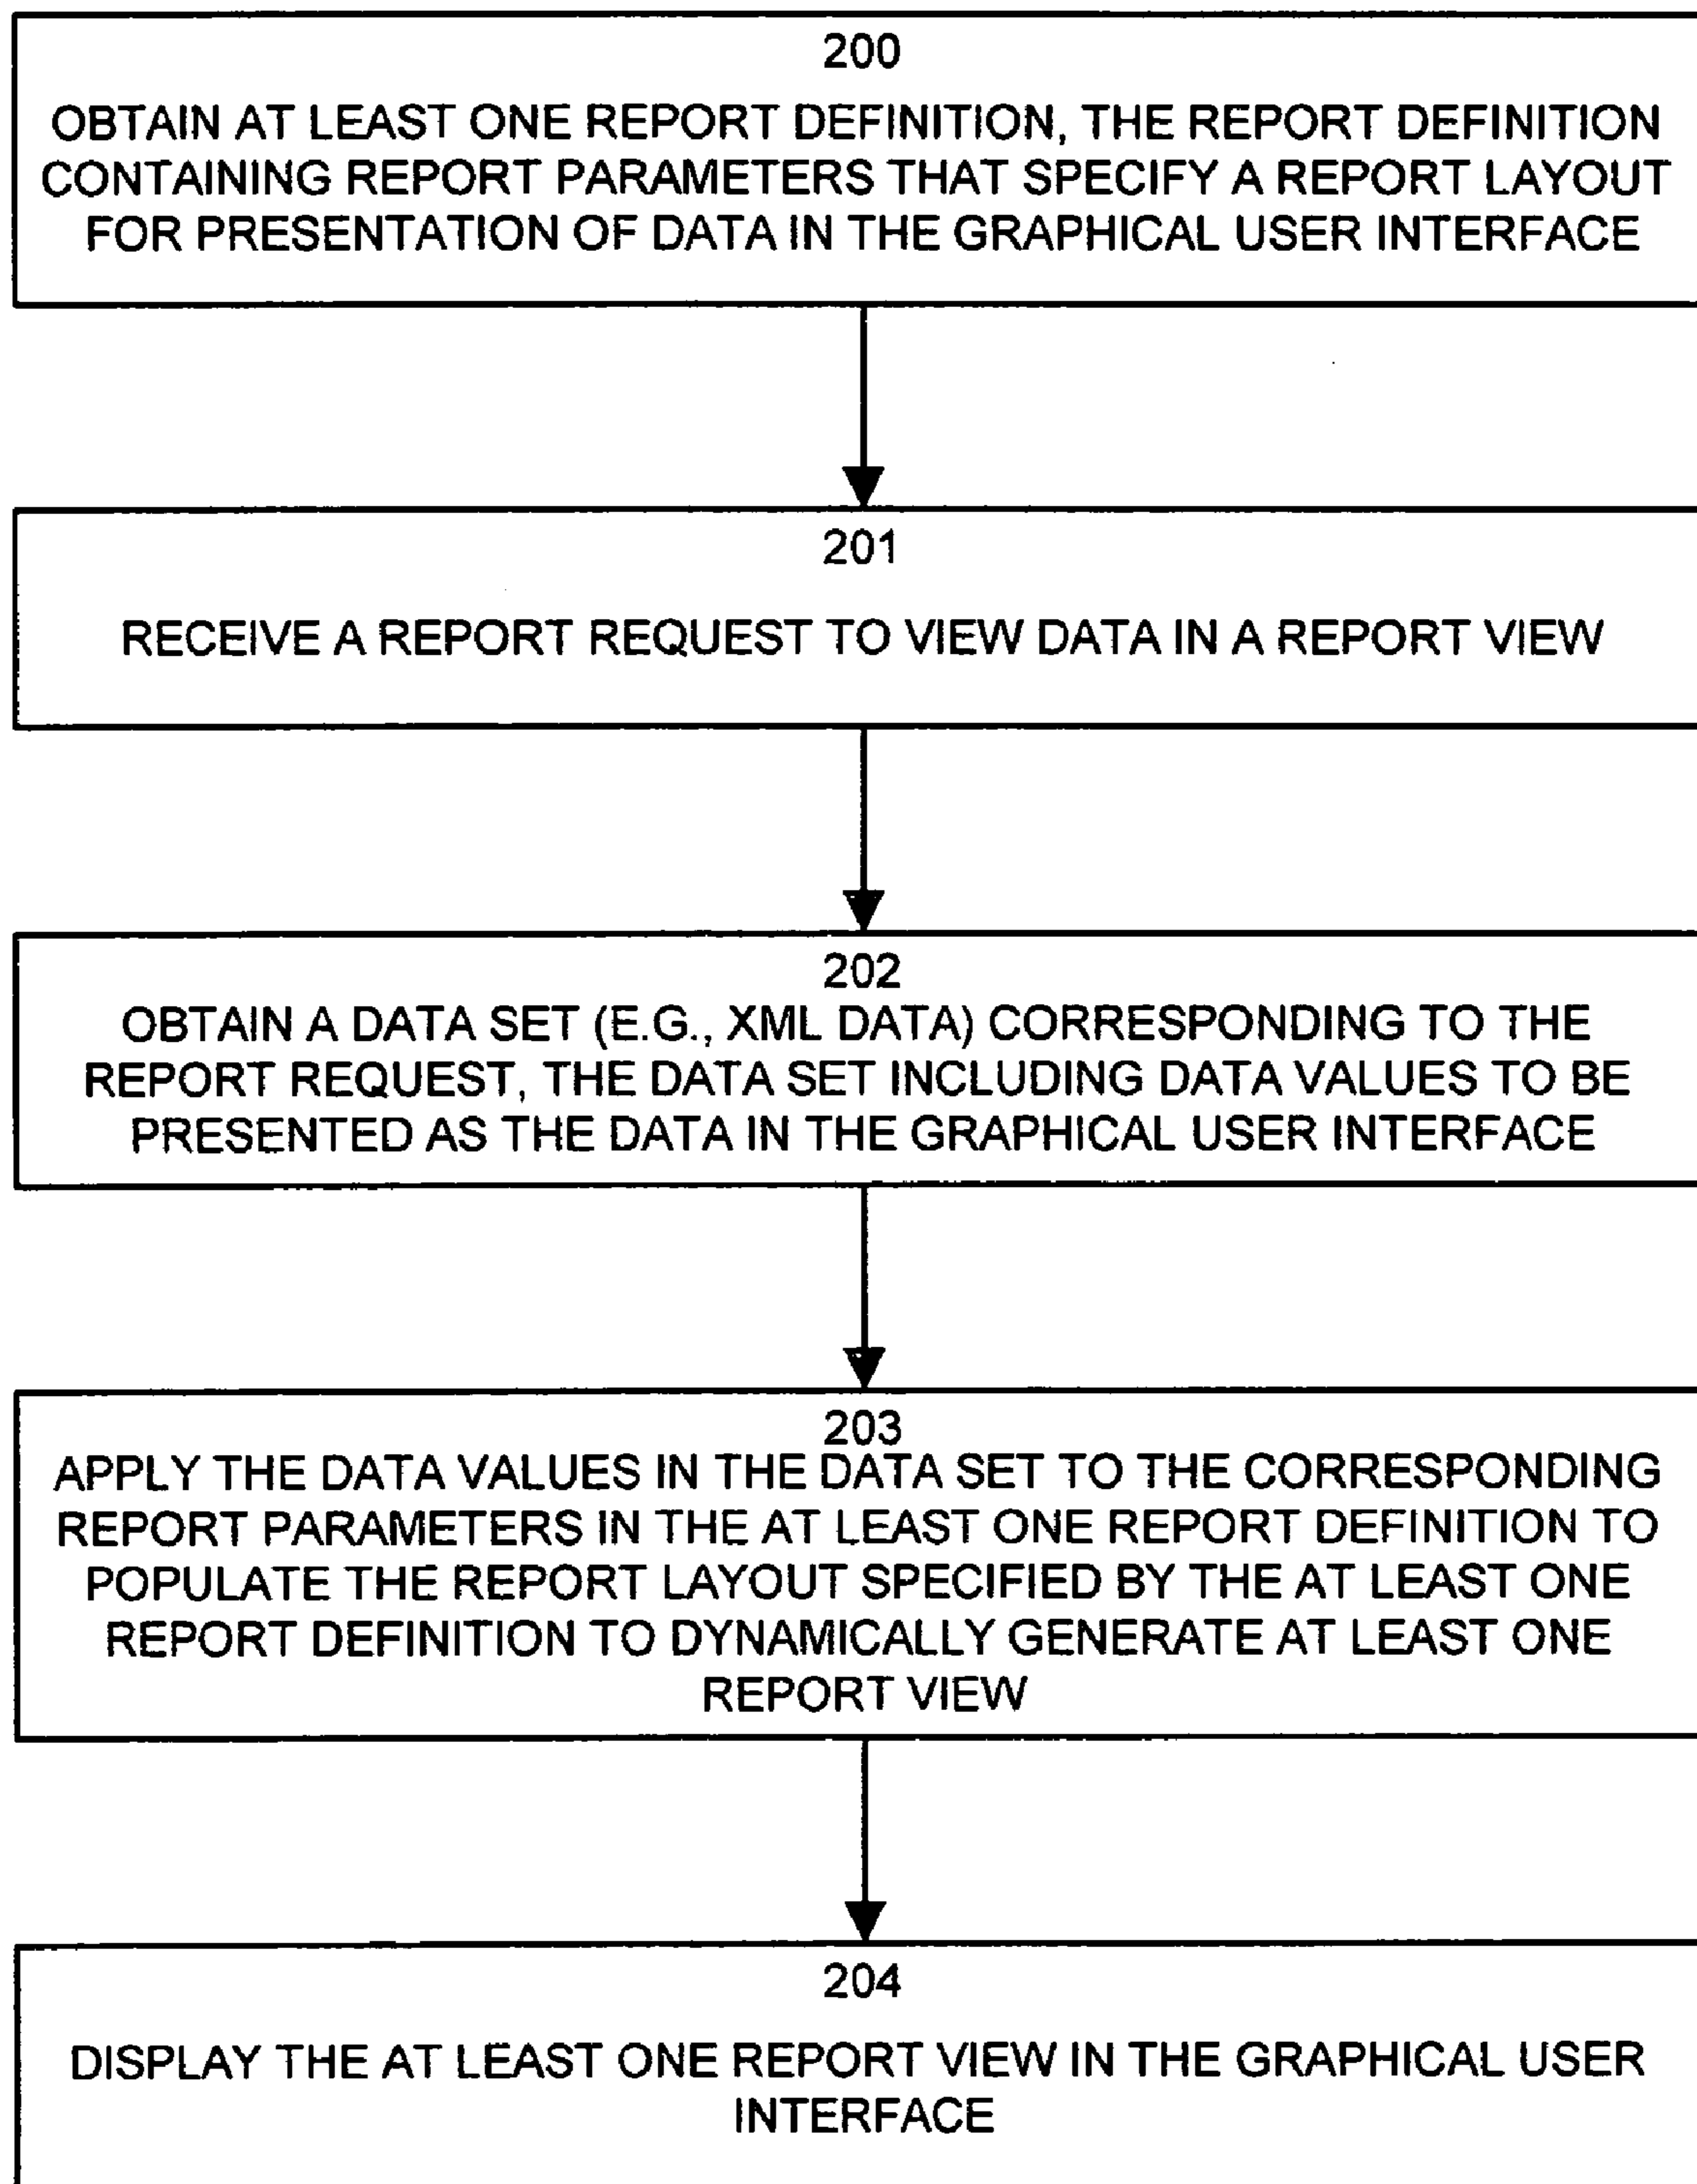 200
OBTAIN AT LEAST ONE REPORT DEFINITION, THE REPORT DEFINITION
CONTAINING REPORT PARAMETERS THAT SPECIFY A REPORT LAYOUT
FOR PRESENTATION OF DATA IN THE GRAPHICAL USER INTERFACE
201
RECEIVE A REPORT REQUEST TO VIEW DATA IN A REPORT VIEW
202
OBTAIN A DATA SET (E.G., XML DATA) CORRESPONDING TO THE
REPORT REQUEST, THE DATA SET INCLUDING DATA VALUES TO BE
PRESENTED AS THE DATA IN THE GRAPHICAL USER INTERFACE
203
APPLY THE DATA VALUES IN THE DATA SET TO THE CORRESPONDING
REPORT PARAMETERS IN THE AT LEAST ONE REPORT DEFINITION TO
POPULATE THE REPORT LAYOUT SPECIFIED BY THE AT LEAST ONE
REPORT DEFINITION TO DYNAMICALLY GENERATE AT LEAST ONE
REPORT VIEW
204
DISPLAY THE AT LEAST ONE REPORT VIEW IN THE GRAPHICAL USER
INTERFACE